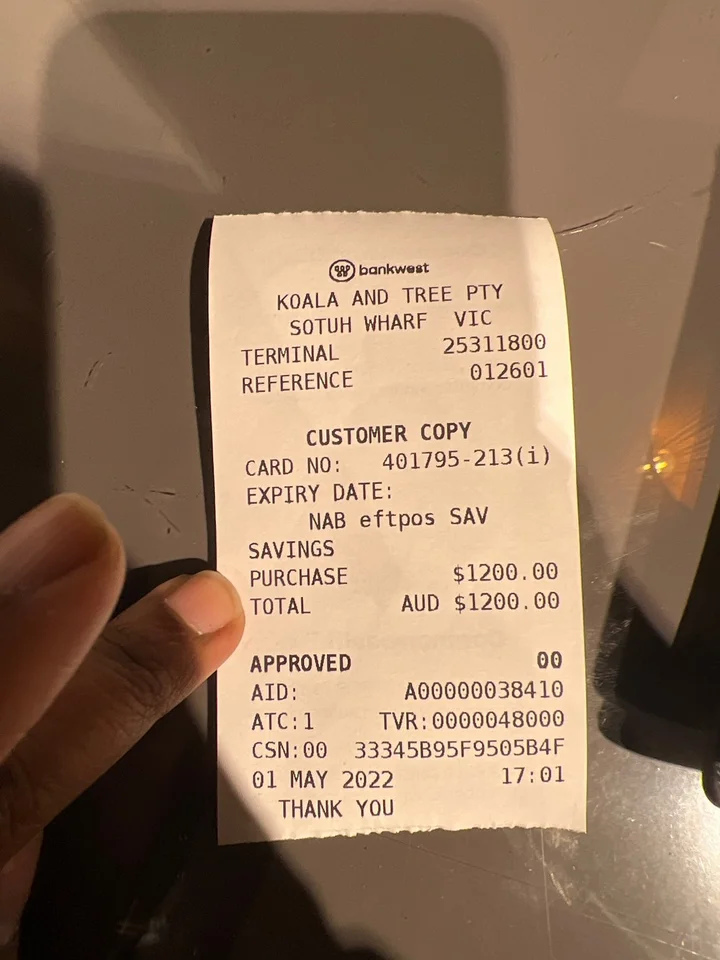 bankwest
KOALA AND TREE PTY
SOTUH WHARF VIC
TERMINAL 25311800
REFERENCE 012601
CUSTOMER COPY
CARD NO: 401795-213(i)
EXPIRY DATE:
NAB eftpos SAV
SAVINGS
PURCHASE $1200.00
TOTAL AUD $1200.00
APPROVED 00
AID: A00000038410
ATC:1 TVR:0000048000
CSN:00 33345B95F9505B4F
01 MAY 2022 17:01
THANK YOU